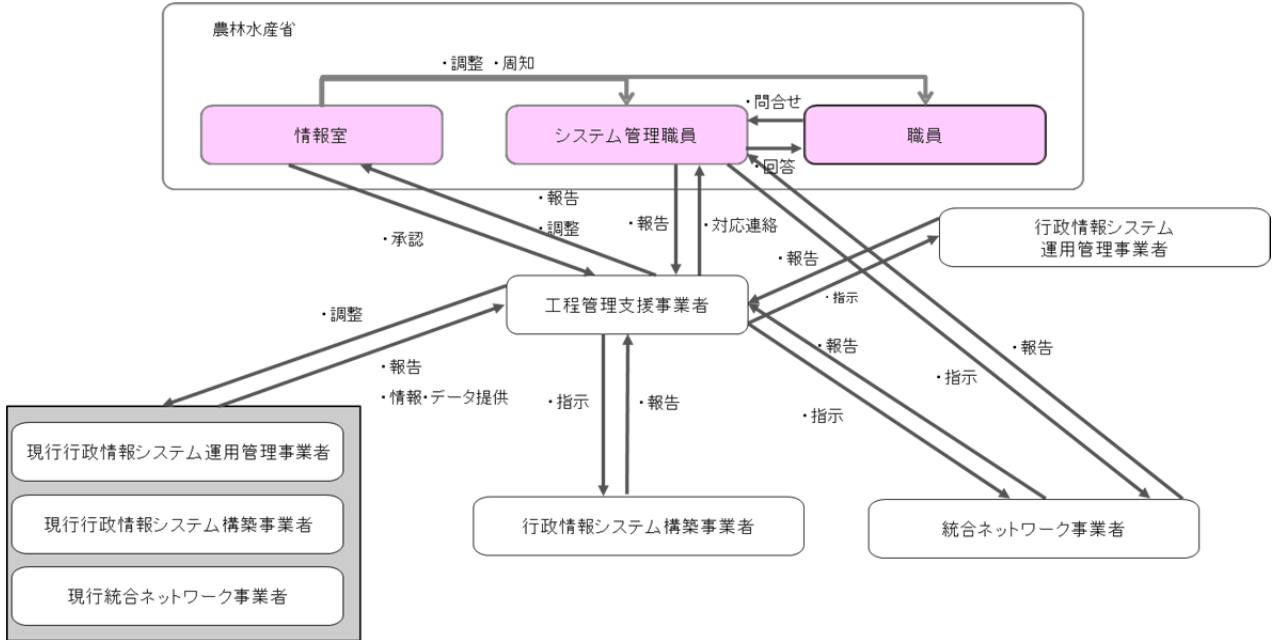 農林水産省
・調整 ・周知
・問合せ
情報室
システム管理職員
職員
・回答
・報告
・調整
・承認
・報告
・対応連絡
行政情報システム
運用管理事業者
・報告
・指示
工程管理支援事業者
・調整
・報告
・情報・データ提供
・指示
・報告
・報告
・指示
・報告
・指示
現行行政情報システム運用管理事業者
現行行政情報システム構築事業者
現行統合ネットワーク事業者
行政情報システム構築事業者
統合ネットワーク事業者